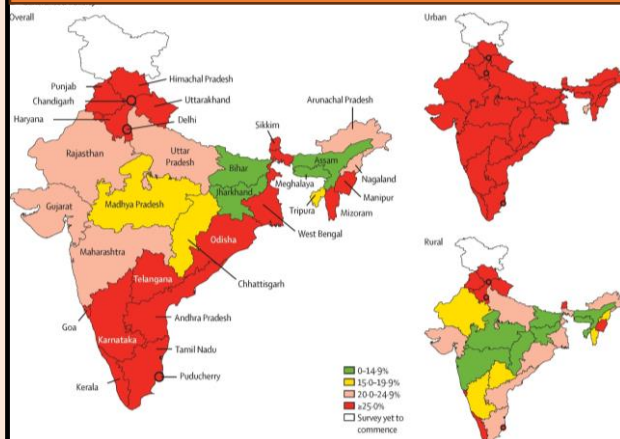 Overall
Punjab
Himachal Pradesh
Chandigarh
Uttarakhand
Haryana
Delhi
Rajasthan
Uttar
Pradesh
Sikkim
Arunachal Pradesh
Bihar
Assam
Nagaland
Meghalaya
Manipur
Gujarat
Madhya Pradesh
Jharkhand
Tripura
Mizoram
West Bengal
Odisha
Maharashtra
Chhattisgarh
Telangana
Goa
Andhra Pradesh
Karnataka
Tamil Nadu
Kerala
Puducherry
Urban
Rural
0–14·9%
15·0–19·9%
20·0–24·9%
≥25·0%
Survey yet to
commence